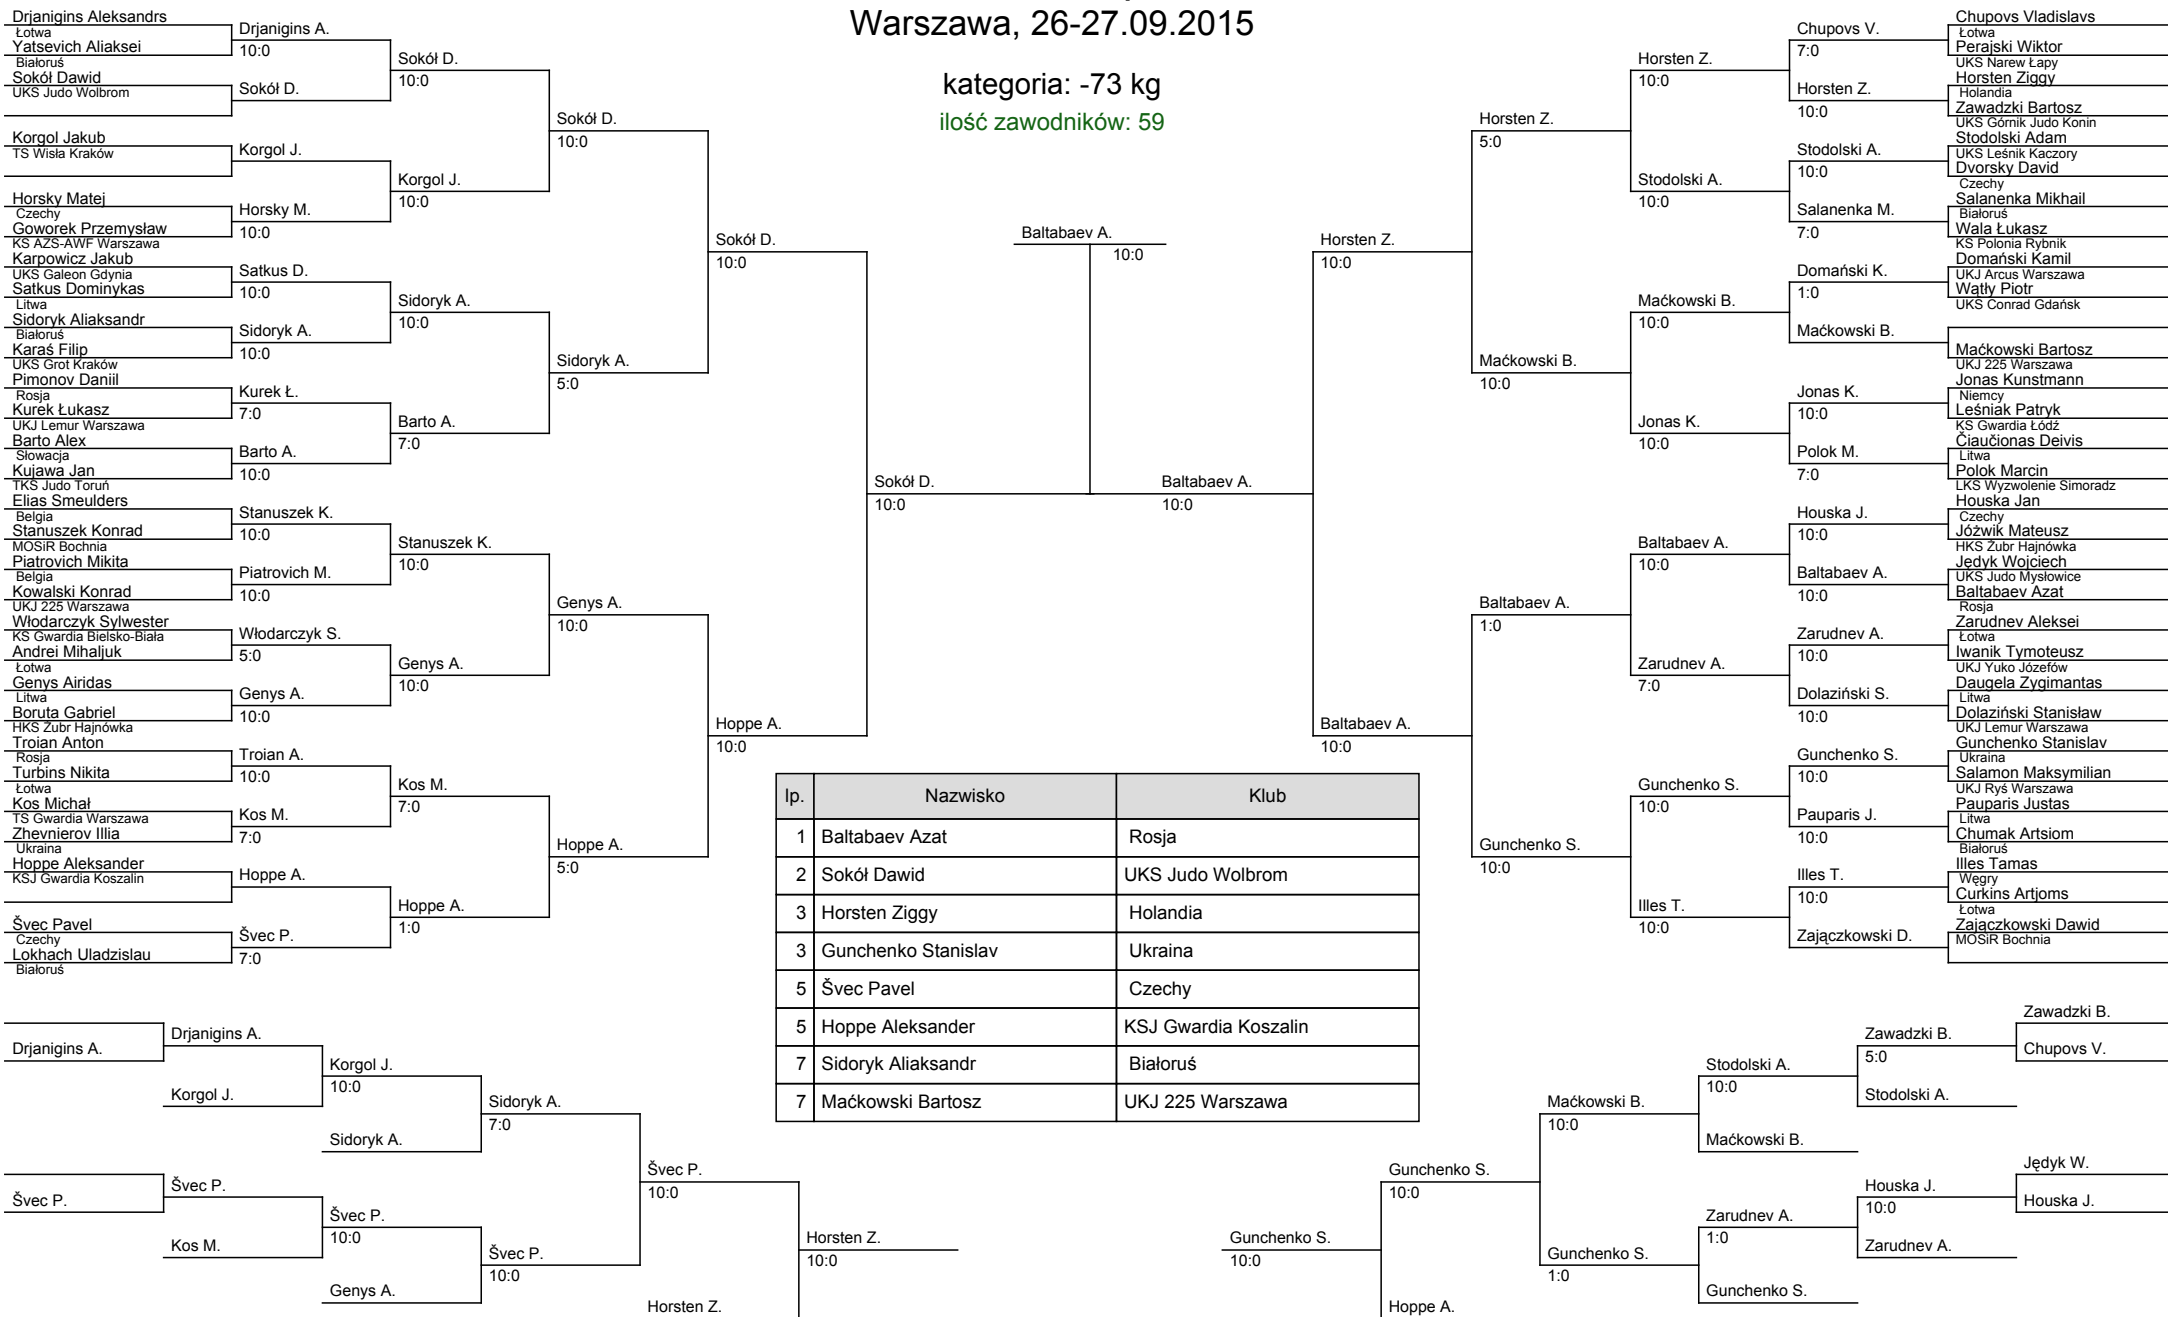 Warszawa, 26-27.09.2015
kategoria: -73 kg
ilość zawodników: 59
Drjanigins Aleksandrs
Łotwa
Yatsevich Aliaksei
Białoruś
Sokół Dawid
UKS Judo Wolbrom
Korgol Jakub
TS Wisła Kraków
Horsky Matej
Czechy
Goworek Przemysław
KS AZS-AWF Warszawa
Karpowicz Jakub
UKS Galeon Gdynia
Satkus Dominykas
Litwa
Sidoryk Aliaksandr
Białoruś
Karaś Filip
UKS Grot Kraków
Pimonov Daniil
Rosja
Kurek Łukasz
UKJ Lemur Warszawa
Barto Alex
Słowacja
Kujawa Jan
TKS Judo Toruń
Elias Smeulders
Belgia
Stanuszek Konrad
MOSiR Bochnia
Piatrovich Mikita
Belgia
Kowalski Konrad
UKJ 225 Warszawa
Włodarczyk Sylwester
KS Gwardia Bielsko-Biała
Andrei Mihaljuk
Łotwa
Genys Airidas
Litwa
Boruta Gabriel
HKS Żubr Hajnówka
Troian Anton
Rosja
Turbins Nikita
Łotwa
Kos Michał
TS Gwardia Warszawa
Zhevnierov Illia
Ukraina
Hoppe Aleksander
KSJ Gwardia Koszalin
Švec Pavel
Czechy
Lokhach Uladzislau
Białoruś
Drjanigins A.
10:0
Sokół D.
Korgol J.
Horsky M.
10:0
Satkus D.
10:0
Sidoryk A.
10:0
Kurek Ł.
7:0
Barto A.
10:0
Stanuszek K.
10:0
Piatrovich M.
10:0
Włodarczyk S.
5:0
Genys A.
10:0
Troian A.
10:0
Kos M.
7:0
Hoppe A.
Švec P.
7:0
Sokół D.
10:0
Korgol J.
10:0
Sidoryk A.
10:0
Barto A.
7:0
Stanuszek K.
10:0
Genys A.
10:0
Kos M.
7:0
Hoppe A.
1:0
Sokół D.
10:0
Sidoryk A.
5:0
Genys A.
10:0
Hoppe A.
5:0
Sokół D.
10:0
Hoppe A.
10:0
Sokół D.
10:0
Baltabaev A.
10:0
Baltabaev A.
10:0
Horsten Z.
10:0
Baltabaev A.
10:0
Horsten Z.
5:0
Maćkowski B.
10:0
Baltabaev A.
1:0
Gunchenko S.
10:0
Horsten Z.
10:0
Stodolski A.
10:0
Maćkowski B.
10:0
Jonas K.
10:0
Baltabaev A.
10:0
Zarudnev A.
7:0
Gunchenko S.
10:0
Illes T.
10:0
Chupovs V.
7:0
Horsten Z.
10:0
Stodolski A.
10:0
Salanenka M.
7:0
Domański K.
1:0
Maćkowski B.
Jonas K.
10:0
Polok M.
7:0
Houska J.
10:0
Baltabaev A.
10:0
Zarudnev A.
10:0
Dolaziński S.
10:0
Gunchenko S.
10:0
Pauparis J.
10:0
Illes T.
10:0
Zajączkowski D.
Chupovs Vladislavs
Łotwa
Perajski Wiktor
UKS Narew Łapy
Horsten Ziggy
Holandia
Zawadzki Bartosz
UKS Górnik Judo Konin
Stodolski Adam
UKS Leśnik Kaczory
Dvorsky David
Czechy
Salanenka Mikhail
Białoruś
Wala Łukasz
KS Polonia Rybnik
Domański Kamil
UKJ Arcus Warszawa
Wątły Piotr
UKS Conrad Gdańsk
Maćkowski Bartosz
UKJ 225 Warszawa
Jonas Kunstmann
Niemcy
Leśniak Patryk
KS Gwardia Łódź
Čiaučionas Deivis
Litwa
Polok Marcin
LKS Wyzwolenie Simoradz
Houska Jan
Czechy
Jóżwik Mateusz
HKS Żubr Hajnówka
Jędyk Wojciech
UKS Judo Mysłowice
Baltabaev Azat
Rosja
Zarudnev Aleksei
Łotwa
Iwanik Tymoteusz
UKJ Yuko Józefów
Daugela Zygimantas
Litwa
Dolaziński Stanisław
UKJ Lemur Warszawa
Gunchenko Stanislav
Ukraina
Salamon Maksymilian
UKJ Ryś Warszawa
Pauparis Justas
Litwa
Chumak Artsiom
Białoruś
Illes Tamas
Węgry
Curkins Artjoms
Łotwa
Zajączkowski Dawid
MOSiR Bochnia
lp. Nazwisko Klub
1 Baltabaev Azat Rosja
2 Sokół Dawid UKS Judo Wolbrom
3 Horsten Ziggy Holandia
3 Gunchenko Stanislav Ukraina
5 Švec Pavel Czechy
5 Hoppe Aleksander KSJ Gwardia Koszalin
7 Sidoryk Aliaksandr Białoruś
7 Maćkowski Bartosz UKJ 225 Warszawa
Drjanigins A.
Švec P.
Drjanigins A.
Korgol J.
Švec P.
Kos M.
Korgol J.
10:0
Sidoryk A.
Švec P.
10:0
Genys A.
Sidoryk A.
7:0
Švec P.
10:0
Švec P.
10:0
Horsten Z.
Horsten Z.
10:0
Gunchenko S.
10:0
Gunchenko S.
10:0
Hoppe A.
Maćkowski B.
10:0
Gunchenko S.
1:0
Stodolski A.
10:0
Maćkowski B.
Zarudnev A.
1:0
Gunchenko S.
Zawadzki B.
5:0
Stodolski A.
Houska J.
10:0
Zarudnev A.
Zawadzki B.
Chupovs V.
Jędyk W.
Houska J.